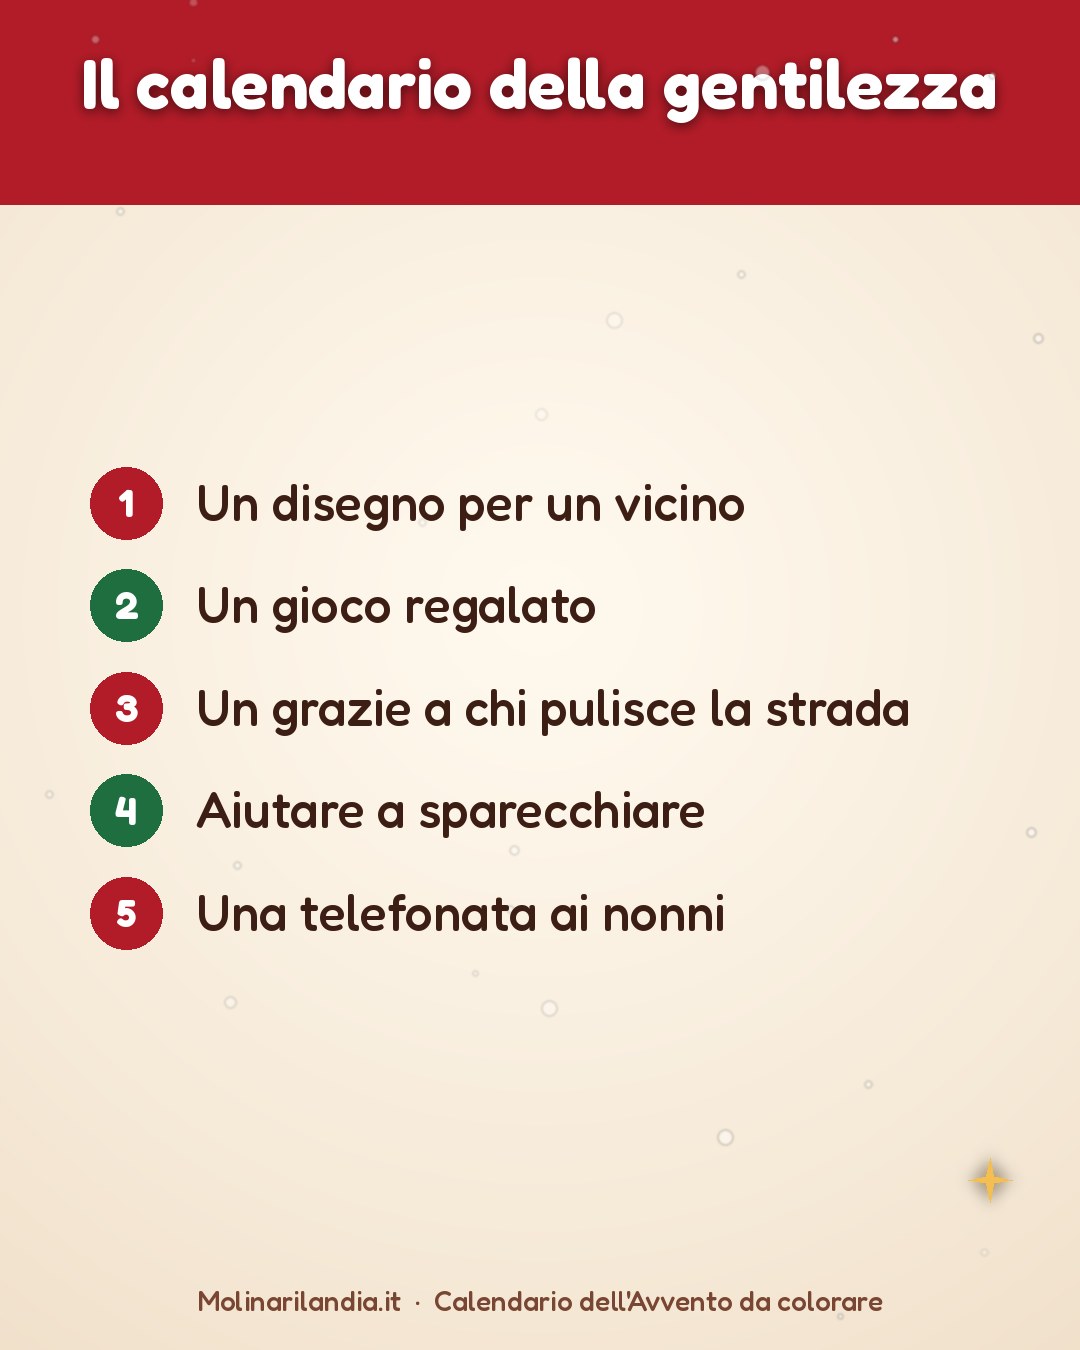 Il calendario della gentilezza
1 Un disegno per un vicino
2 Un gioco regalato
3 Un grazie a chi pulisce la strada
4 Aiutare a sparecchiare
5 Una telefonata ai nonni
Molinarilandia.it · Calendario dell'Avvento da colorare